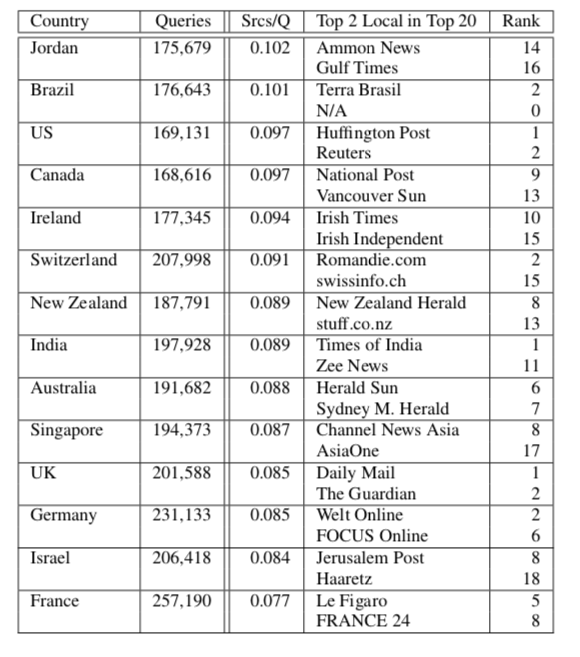 Country Queries Srcs/Q Top 2 Local in Top 20 Rank
Jordan 175,679 0.102 Ammon News 14
Gulf Times 16
Brazil 176,643 0.101 Terra Brasil 2
N/A 0
US 169,131 0.097 Huffington Post 1
Reuters 2
Canada 168,616 0.097 National Post 9
Vancouver Sun 13
Ireland 177,345 0.094 Irish Times 10
Irish Independent 15
Switzerland 207,998 0.091 Romandie.com 2
swissinfo.ch 15
New Zealand 187,791 0.089 New Zealand Herald 8
stuff.co.nz 13
India 197,928 0.089 Times of India 1
Zee News 11
Australia 191,682 0.088 Herald Sun 6
Sydney M. Herald 7
Singapore 194,373 0.087 Channel News Asia 8
AsiaOne 17
UK 201,588 0.085 Daily Mail 1
The Guardian 2
Germany 231,133 0.085 Welt Online 2
FOCUS Online 6
Israel 206,418 0.084 Jerusalem Post 8
Haaretz 18
France 257,190 0.077 Le Figaro 5
FRANCE 24 8